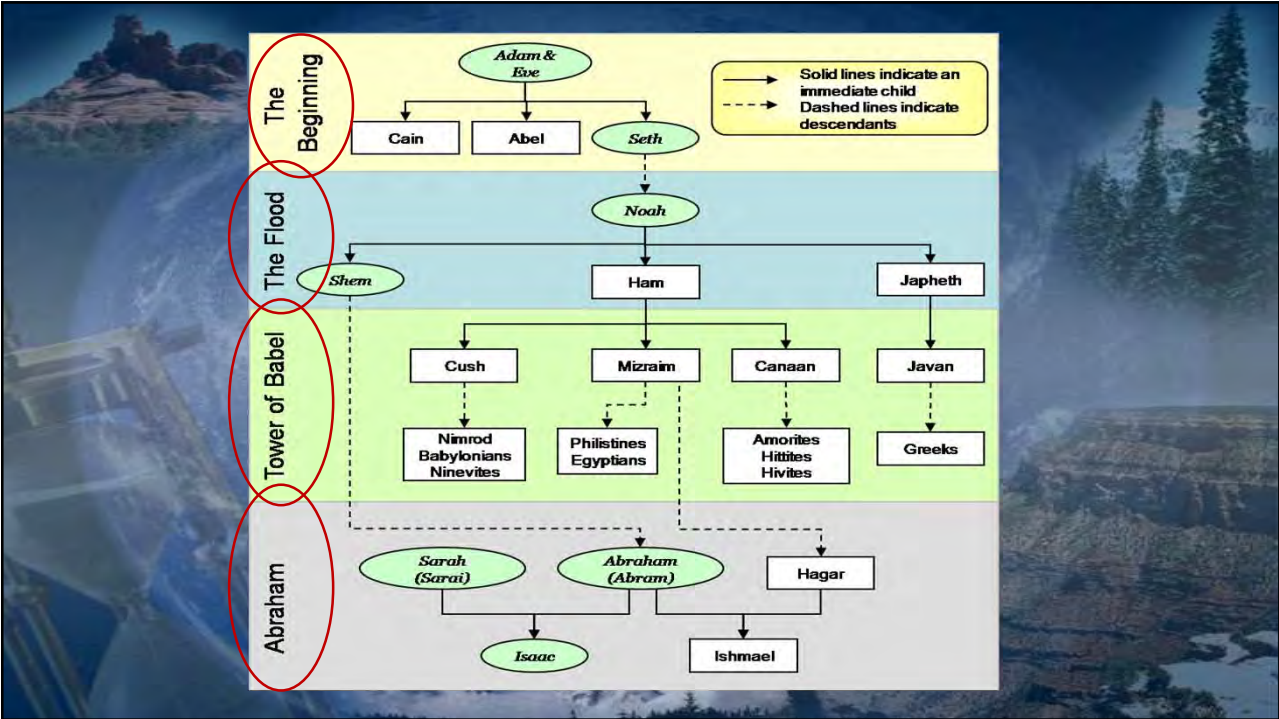 The
Beginning
Adam &
Eve
Solid lines indicate an
immediate child
Dashed lines indicate
descendants
Cain
Abel
Seth
The Flood
Noah
Shem
Ham
Japheth
Tower of Babel
Cush
Mizraim
Canaan
Javan
Nimrod
Babylonians
Ninevites
Philistines
Egyptians
Amorites
Hittites
Hivites
Greeks
Abraham
Sarah
(Sarai)
Abraham
(Abram)
Hagar
Isaac
Ishmael